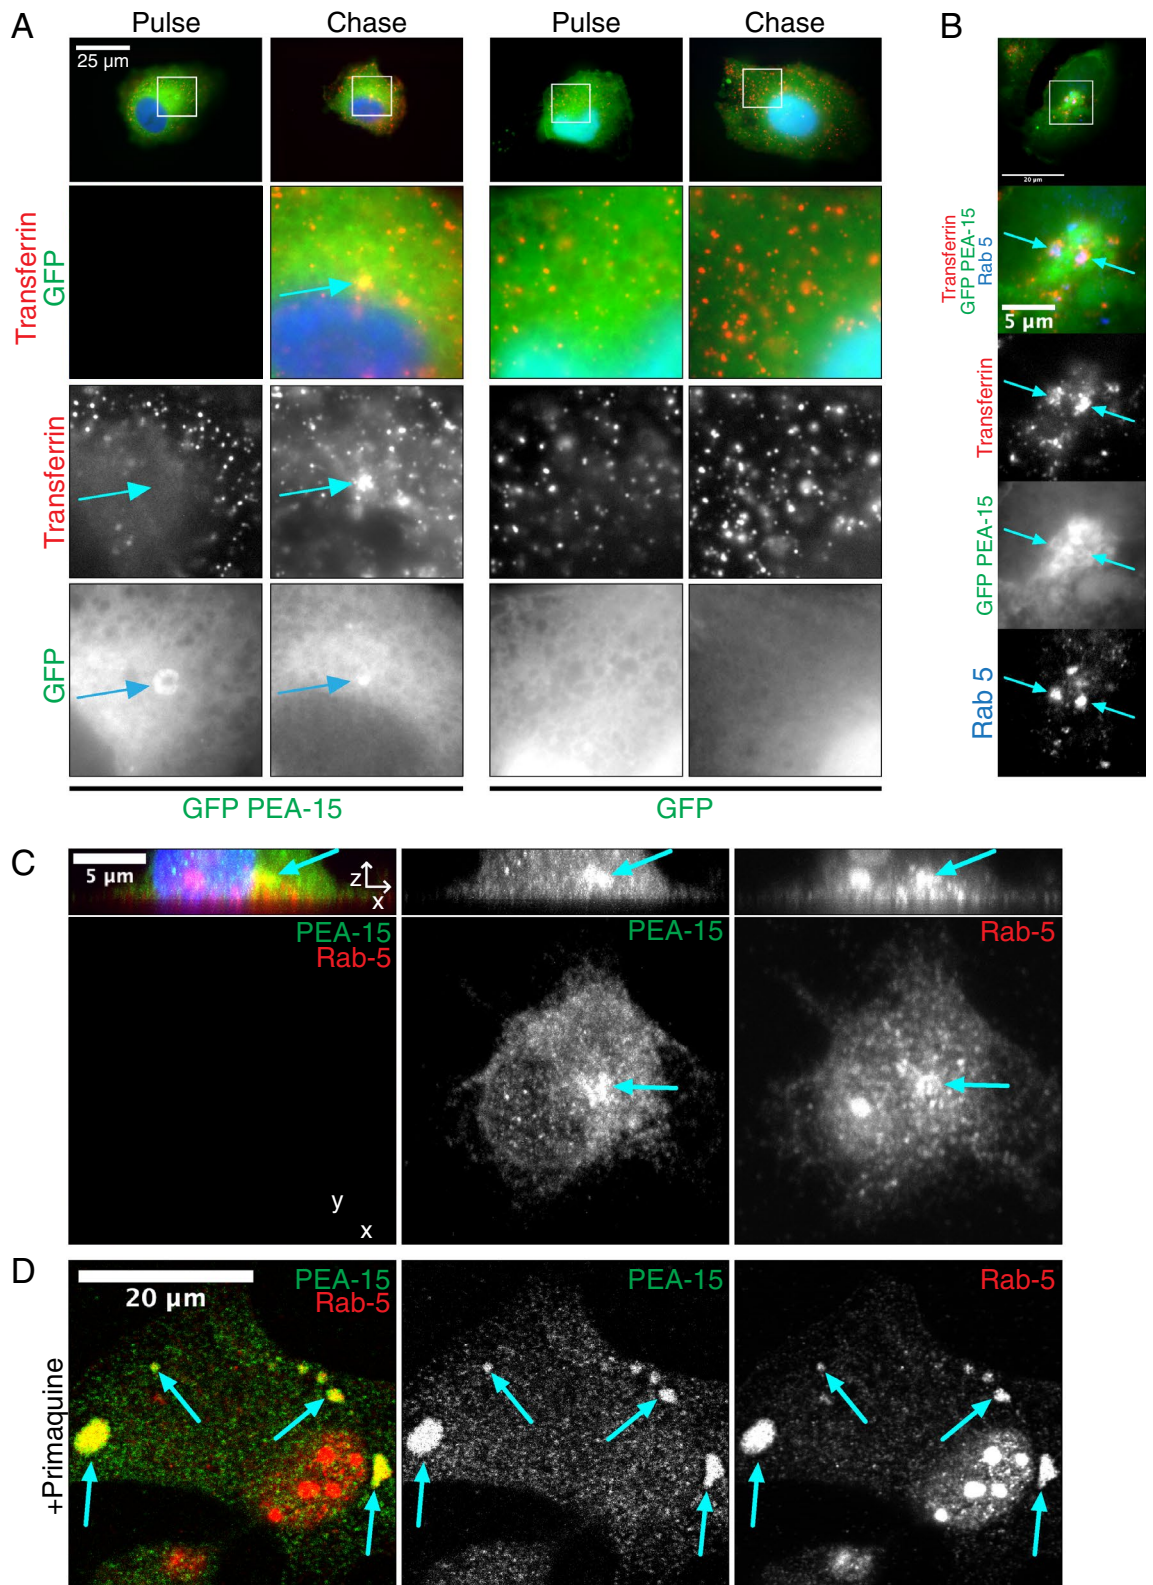 A
Pulse
Chase
Pulse
Chase
B
25 µm
20 µm
Transferrin
GFP
Transferrin
GFP PEA-15
Rab 5
5 µm
Transferrin
Transferrin
GFP PEA-15
GFP
Rab 5
GFP PEA-15
GFP
C
5 µm
z
x
PEA-15
Rab-5
PEA-15
Rab-5
y
x
D
20 µm
PEA-15
Rab-5
PEA-15
Rab-5
+Primaquine